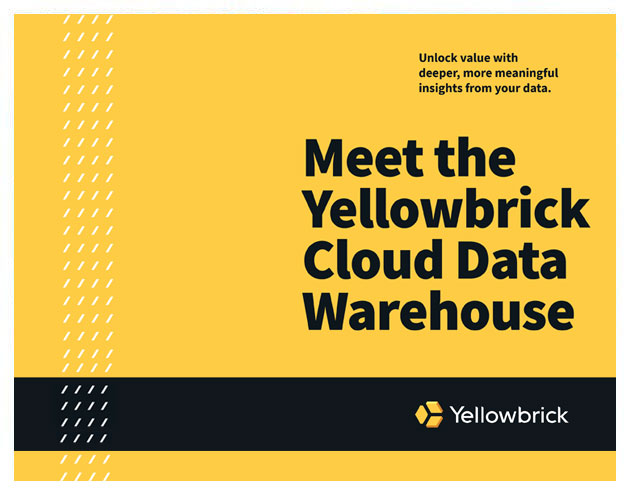 Unlock value with
deeper, more meaningful
insights from your data.
Meet the
Yellowbrick
Cloud Data
Warehouse
Yellowbrick